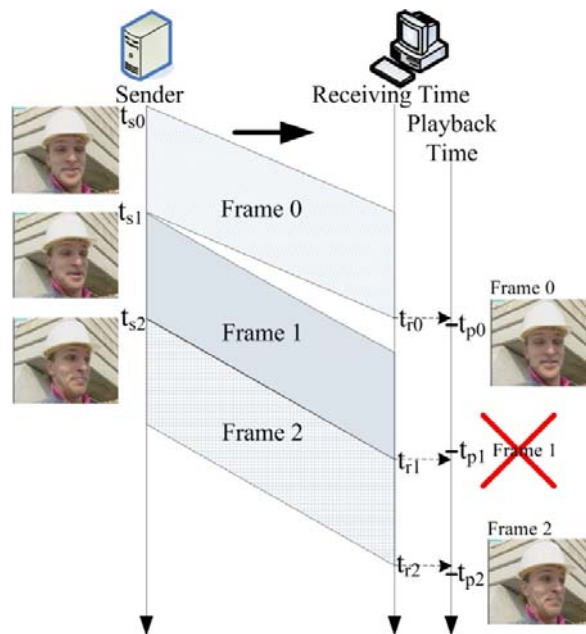 Sender
Receiving Time
Playback
Time
ts0
Frame 0
ts1
ts2
Frame 0
tr0
tp0
Frame 1
Frame 2
tr1
tp1
Frame 1
Frame 2
tr2
tp2